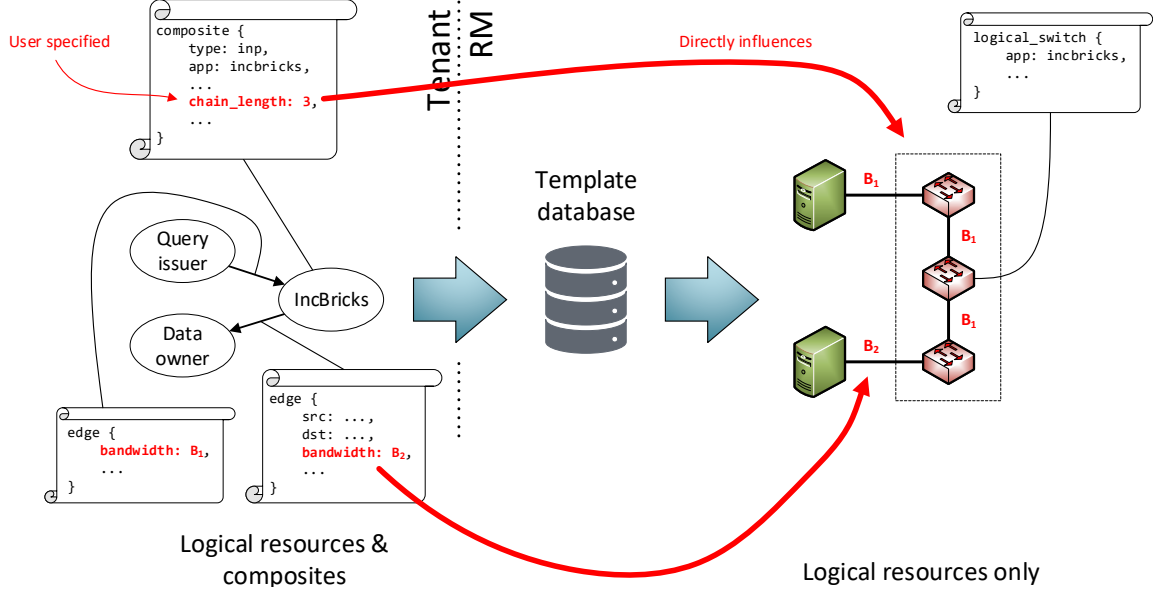 User specified
composite {
type: inp,
app: incbricks,
...
chain_length: 3,
...
}
Tenant
RM
Directly influences
logical_switch {
app: incbricks,
...
}
Query
issuer
IncBricks
Data
owner
Template
database
B₁
B₁
B₁
B₂
edge {
bandwidth: B₁,
...
}
edge {
src: ...,
dst: ...,
bandwidth: B₂,
...
}
Logical resources &
composites
Logical resources only